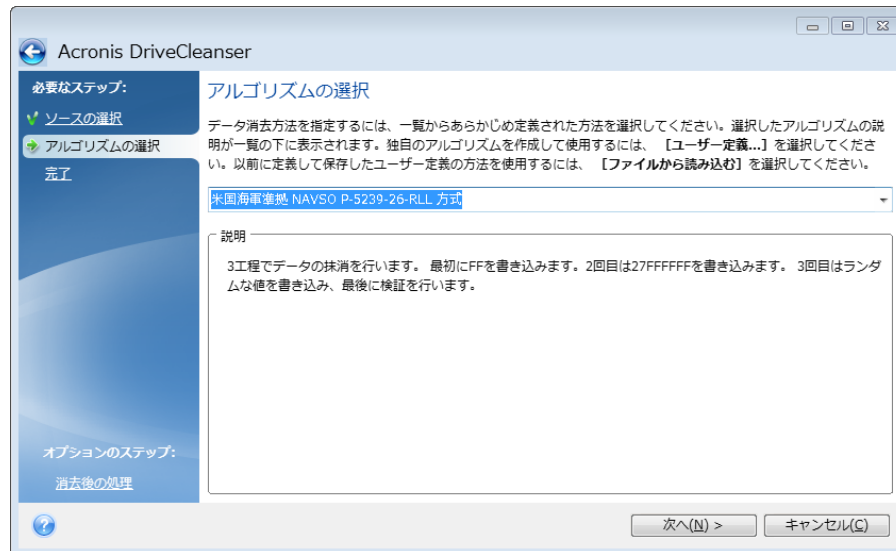 Acronis DriveCleanser
必要なステップ:
ソースの選択
アルゴリズムの選択
完了
オプションのステップ:
消去後の処理
アルゴリズムの選択
データ消去方法を指定するには、一覧からあらかじめ定義された方法を選択してください。選択したアルゴリズムの説
明が一覧の下に表示されます。独自のアルゴリズムを作成して使用するには、 [ユーザー定義...] を選択してくださ
い。以前に定義して保存したユーザー定義の方法を使用するには、 [ファイルから読み込む] を選択してください。
米国海軍準拠 NAVSO P-5239-26-RLL 方式
説明
3工程でデータの抹消を行います。 最初にFFを書き込みます。2回目は27FFFFFFを書き込みます。 3回目はランダ
ムな値を書き込み、最後に検証を行います。
次へ(N) >
キャンセル(C)